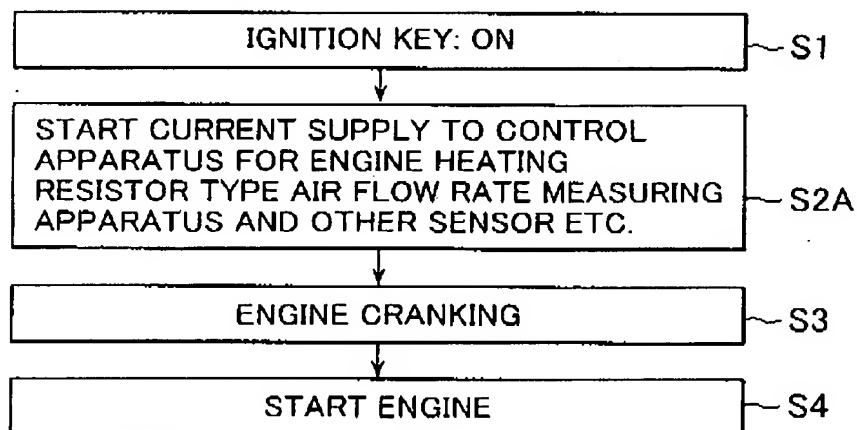 IGNITION KEY: ON
S1
START CURRENT SUPPLY TO CONTROL
APPARATUS FOR ENGINE HEATING
RESISTOR TYPE AIR FLOW RATE MEASURING
APPARATUS AND OTHER SENSOR ETC.
S2A
ENGINE CRANKING
S3
START ENGINE
S4